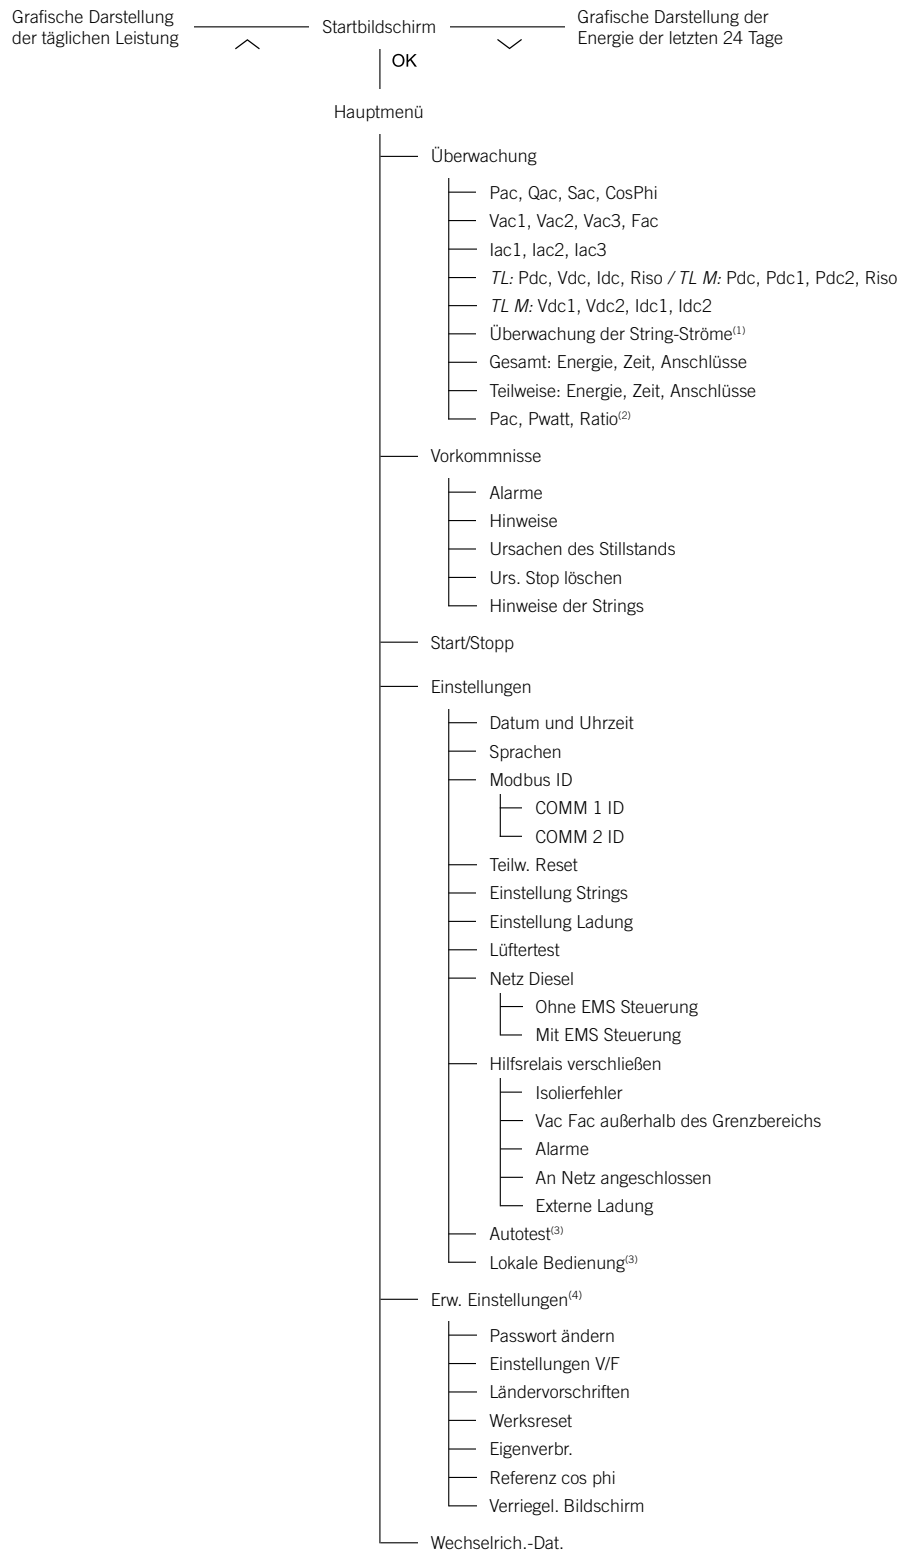 Grafische Darstellung
der täglichen Leistung
Startbildschirm
Grafische Darstellung der
Energie der letzten 24 Tage
OK
Hauptmenü
Überwachung
Pac, Qac, Sac, CosPhi
Vac1, Vac2, Vac3, Fac
Iac1, Iac2, Iac3
TL: Pdc, Vdc, Idc, Riso / TL M: Pdc, Pdc1, Pdc2, Riso
TL M: Vdc1, Vdc2, Idc1, Idc2
Überwachung der String-Ströme(1)
Gesamt: Energie, Zeit, Anschlüsse
Teilweise: Energie, Zeit, Anschlüsse
Pac, Pwatt, Ratio(2)
Vorkommnisse
Alarme
Hinweise
Ursachen des Stillstands
Urs. Stop löschen
Hinweise der Strings
Start/Stopp
Einstellungen
Datum und Uhrzeit
Sprachen
Modbus ID
COMM 1 ID
COMM 2 ID
Teilw. Reset
Einstellung Strings
Einstellung Ladung
Lüftertest
Netz Diesel
Ohne EMS Steuerung
Mit EMS Steuerung
Hilfsrelais verschließen
Isolierfehler
Vac Fac außerhalb des Grenzbereichs
Alarme
An Netz angeschlossen
Externe Ladung
Autotest(3)
Lokale Bedienung(3)
Erw. Einstellungen(4)
Passwort ändern
Einstellungen V/F
Ländervorschriften
Werksreset
Eigenverbr.
Referenz cos phi
Verriegel. Bildschirm
Wechselrich.-Dat.